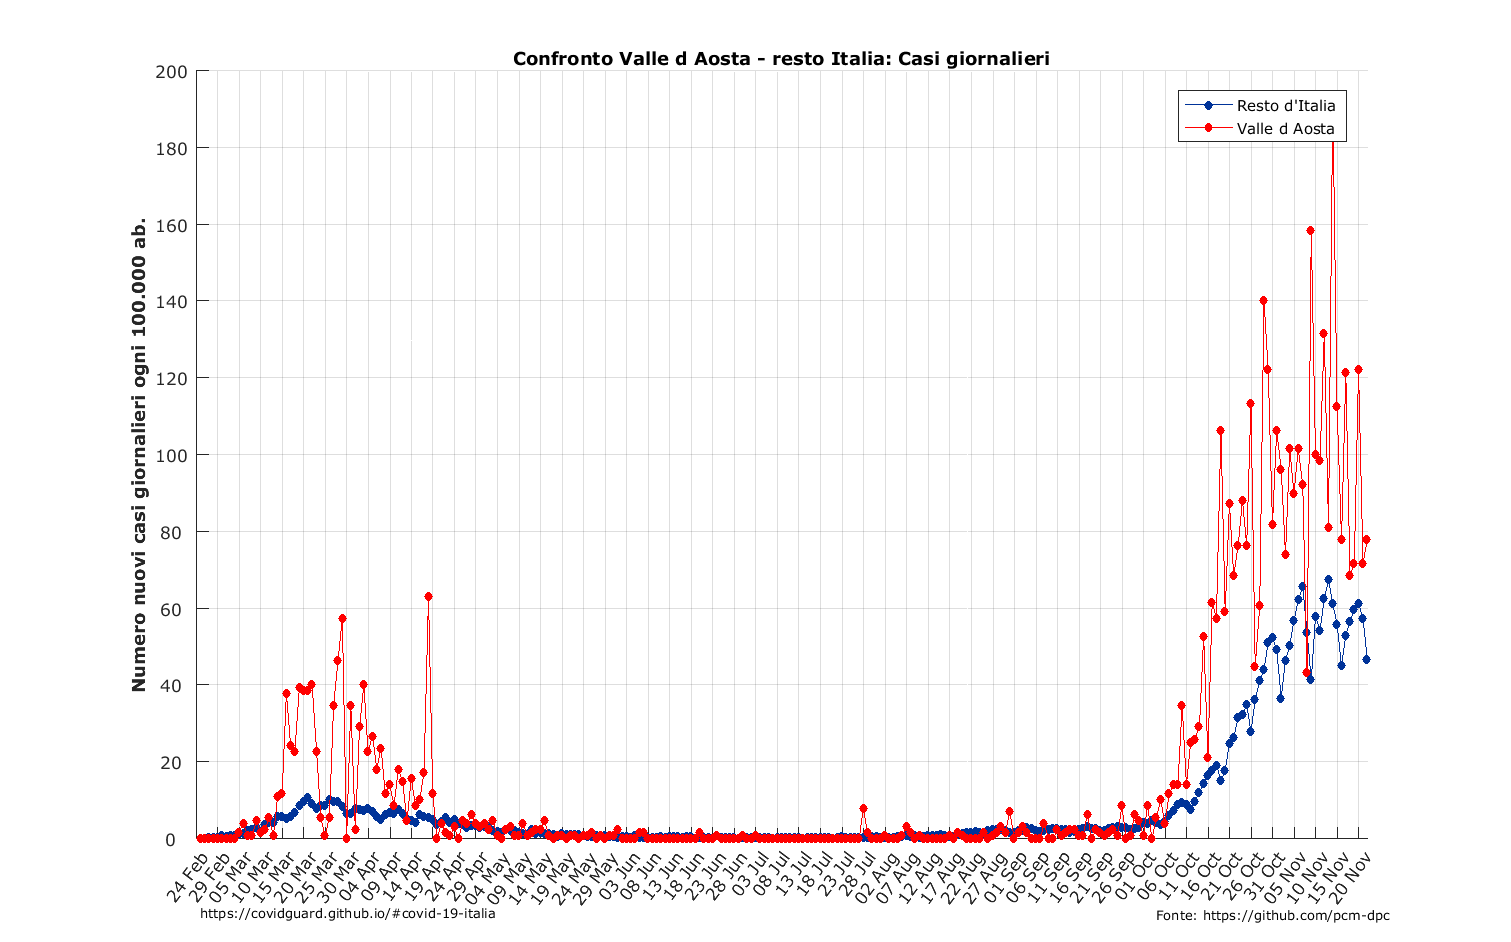 Confronto Valle d Aosta - resto Italia: Casi giornalieri
Resto d'Italia
Valle d Aosta
Numero nuovi casi giornalieri ogni 100.000 ab.
200
180
160
140
120
100
80
60
40
20
0
24 Feb
29 Feb
05 Mar
10 Mar
15 Mar
20 Mar
25 Mar
30 Mar
04 Apr
09 Apr
14 Apr
19 Apr
24 Apr
29 Apr
04 May
09 May
14 May
19 May
24 May
29 May
03 Jun
08 Jun
13 Jun
18 Jun
23 Jun
28 Jun
03 Jul
08 Jul
13 Jul
18 Jul
23 Jul
28 Jul
02 Aug
07 Aug
12 Aug
17 Aug
22 Aug
27 Aug
01 Sep
06 Sep
11 Sep
16 Sep
21 Sep
26 Sep
01 Oct
06 Oct
11 Oct
16 Oct
21 Oct
26 Oct
31 Oct
05 Nov
10 Nov
15 Nov
20 Nov
https://covidguard.github.io/#covid-19-italia
Fonte: https://github.com/pcm-dpc